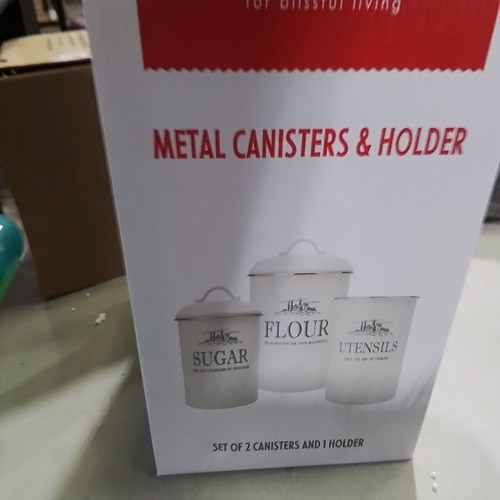 for blissful living
METAL CANISTERS & HOLDER
SUGAR
FLOUR
UTENSILS
SET OF 2 CANISTERS AND 1 HOLDER